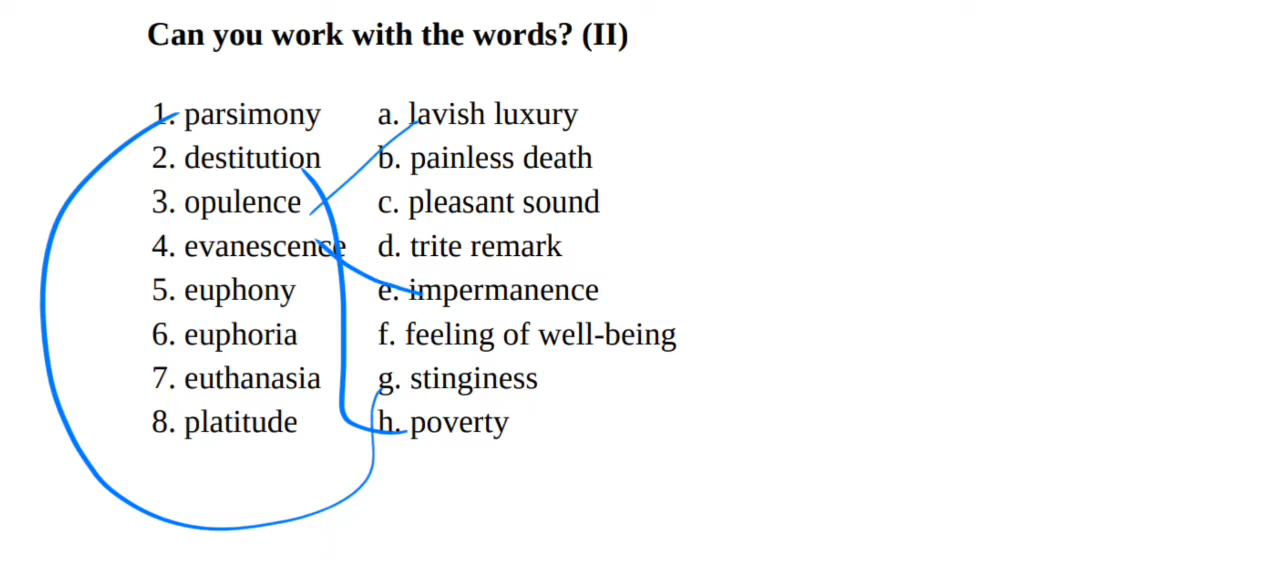 Can you work with the words? (II)
1. parsimony a. lavish luxury
2. destitution b. painless death
3. opulence c. pleasant sound
4. evanescence d. trite remark
5. euphony e. impermanence
6. euphoria f. feeling of well-being
7. euthanasia g. stinginess
8. platitude h. poverty